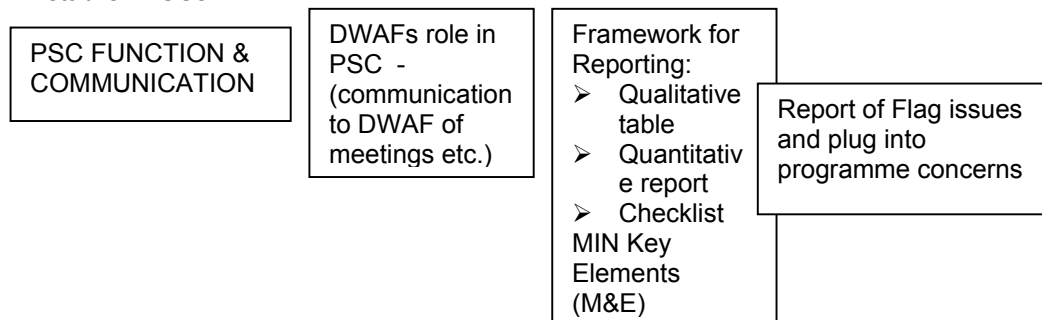 PSC FUNCTION &
COMMUNICATION
DWAFs role in
PSC -
(communication
to DWAF of
meetings etc.)
Framework for
Reporting:
➢ Qualitative
table
➢ Quantitativ
e report
➢ Checklist
MIN Key
Elements
(M&E)
Report of Flag issues
and plug into
programme concerns